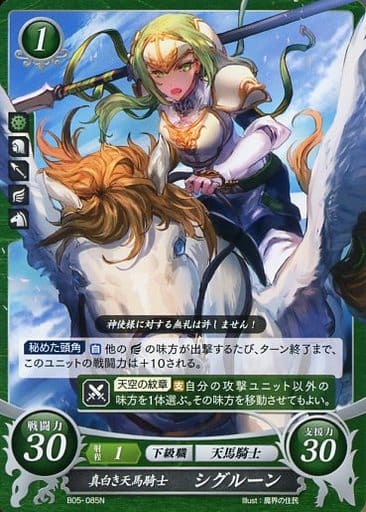 1
神使様に対する無礼は許しません！
秘めた頭角 自 他の の味方が出撃するたび、ターン終了まで、
このユニットの戦闘力は＋10される。
天空の紋章 支 自分の攻撃ユニット以外の
味方を1体選ぶ。その味方を移動させてもよい。
戦闘力 30
射程 1 下級職 天馬騎士
支援力 30
真白き天馬騎士 シグルーン
B05-085N
Illust：魔界の住民